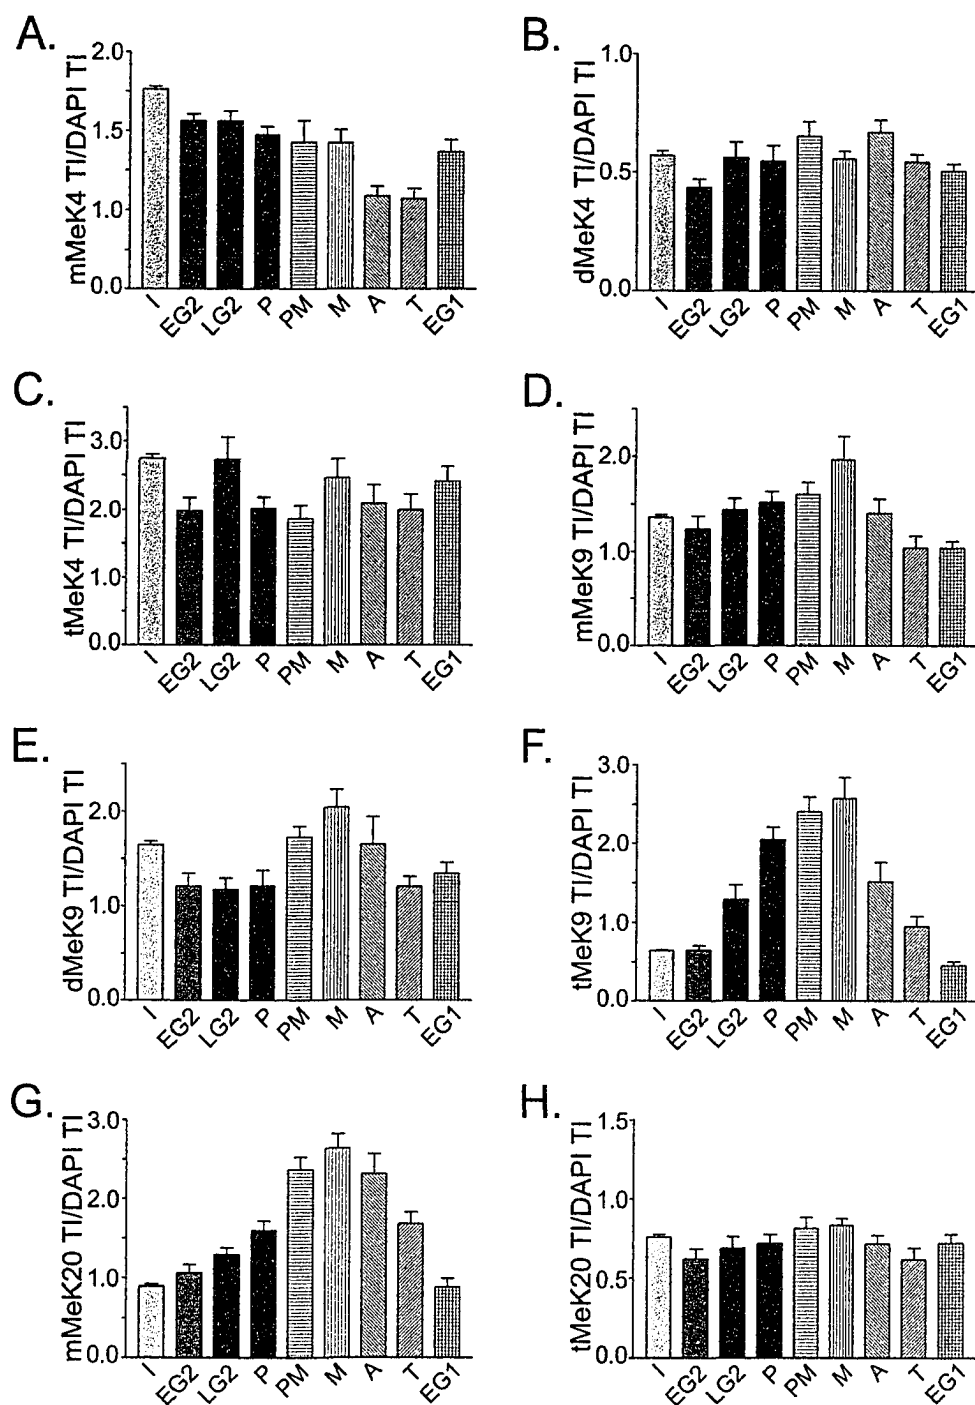 A.
mMeK4 TI/DAPI TI
2.0
1.5
1.0
0.0
I EG2 LG2 P PM M A T EG1
B.
dMeK4 TI/DAPI TI
1.0
0.5
0.0
I EG2 LG2 P PM M A T EG1
C.
tMeK4 TI/DAPI TI
3.0
2.0
1.0
0.0
I EG2 LG2 P PM M A T EG1
D.
mMeK9 TI/DAPI TI
2.0
1.0
0.0
I EG2 LG2 P PM M A T EG1
E.
dMeK9 TI/DAPI TI
2.0
1.0
0.0
I EG2 LG2 P PM M A T EG1
F.
tMeK9 TI/DAPI TI
3.0
2.0
1.0
0.0
I EG2 LG2 P PM M A T EG1
G.
mMeK20 TI/DAPI TI
3.0
2.0
1.0
0.0
I EG2 LG2 P PM M A T EG1
H.
tMeK20 TI/DAPI TI
1.5
1.0
0.5
0.0
I EG2 LG2 P PM M A T EG1